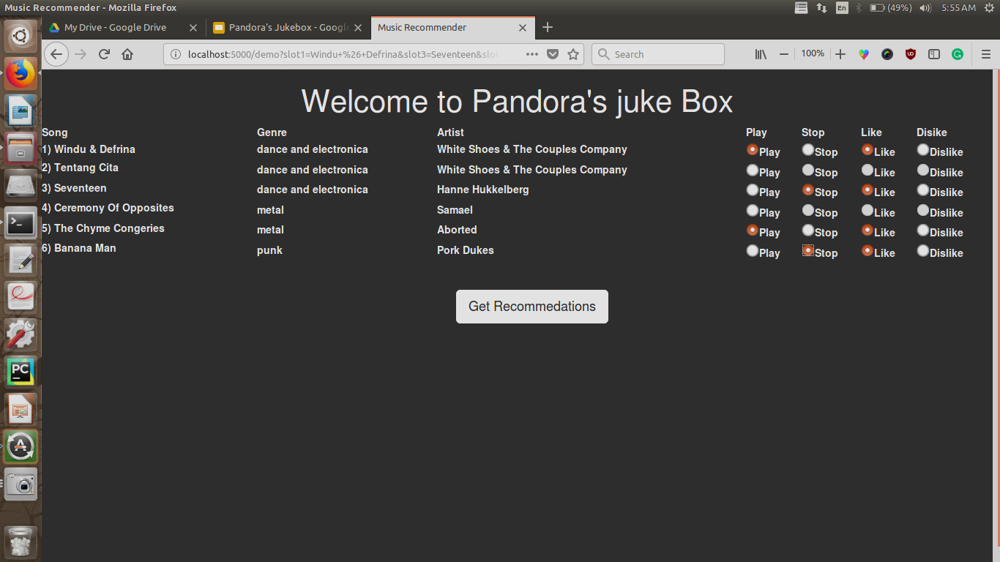 Music Recommender - Mozilla Firefox En (49%) 5:55 AM
My Drive - Google Drive Pandora's Jukebox - Googl Music Recommender
localhost:5000/demo?slot1=Windu+%26+Defrina&slot3=Seventeen&slot Search 100%
Welcome to Pandora's juke Box
Song Genre Artist Play Stop Like Disike
1) Windu & Defrina dance and electronica White Shoes & The Couples Company Play Stop Like Dislike
2) Tentang Cita dance and electronica White Shoes & The Couples Company Play Stop Like Dislike
3) Seventeen dance and electronica Hanne Hukkelberg Play Stop Like Dislike
4) Ceremony Of Opposites metal Samael Play Stop Like Dislike
5) The Chyme Congeries metal Aborted Play Stop Like Dislike
6) Banana Man punk Pork Dukes Play Stop Like Dislike
Get Recommedations
PC